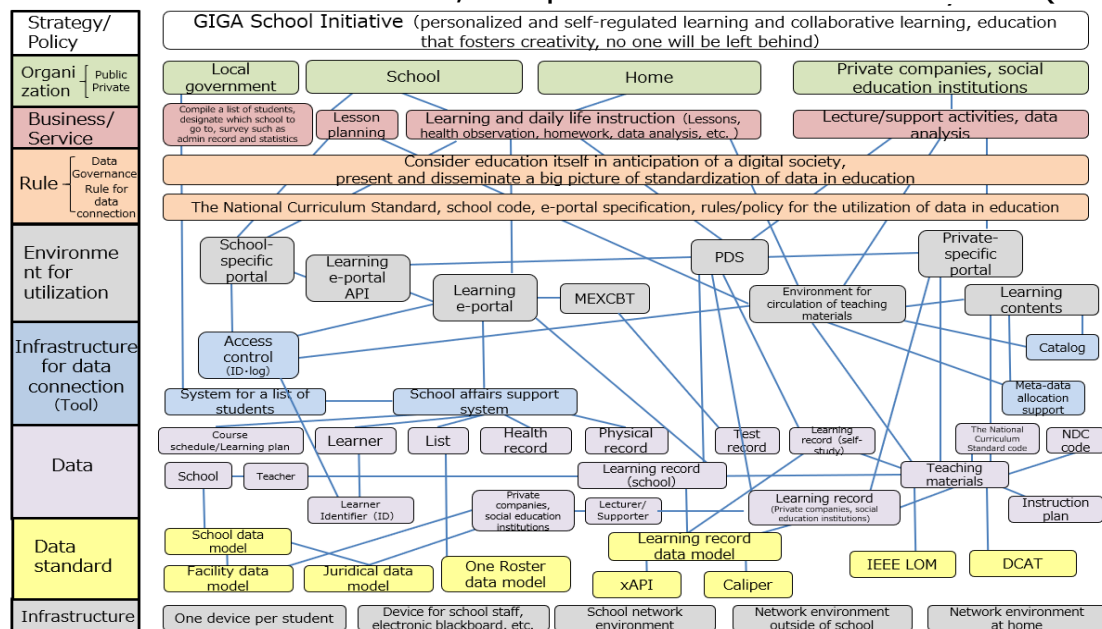 Strategy/
Policy
GIGA School Initiative（personalized and self-regulated learning and collaborative learning, education
that fosters creativity, no one will be left behind）
Organi
zation
Public
Private
Local
government
School
Home
Private companies, social
education institutions
Business/
Service
Compile a list of students,
designate which school to
go to, survey such as
admin record and statistics
Lesson
planning
Learning and daily life instruction（Lessons,
health observation, homework, data analysis, etc.）
Lecture/support activities, data
analysis
Rule
Data
Governance
Rule for
data
connection
Consider education itself in anticipation of a digital society,
present and disseminate a big picture of standardization of data in education
The National Curriculum Standard, school code, e-portal specification, rules/policy for the utilization of data in education
Environme
nt for
utilization
School-
specific
portal
Learning
e-portal
API
Learning
e-portal
MEXCBT
PDS
Private-
specific
portal
Environment for
circulation of teaching
materials
Learning
contents
Infrastructure
for data
connection
（Tool）
Access
control
（ID・log）
Catalog
System for a list of
students
School affairs support
system
Meta-data
allocation
support
Data
Course
schedule/Learning plan
Learner
List
Health
record
Physical
record
Test
record
Learning
record（self-
study）
The National
Curriculum
Standard code
NDC
code
School
Teacher
Learning record
（school）
Teaching
materials
Learner
Identifier（ID）
Private
companies,
social education
institutions
Lecturer/
Supporter
Learning record
（Private companies, social
education institutions）
Instruction
plan
Data
standard
School data
model
Facility data
model
Juridical data
model
One Roster
data model
Learning record
data model
xAPI
Caliper
IEEE LOM
DCAT
Infrastructure
One device per student
Device for school staff,
electronic blackboard, etc.
School network
environment
Network environment
outside of school
Network environment
at home